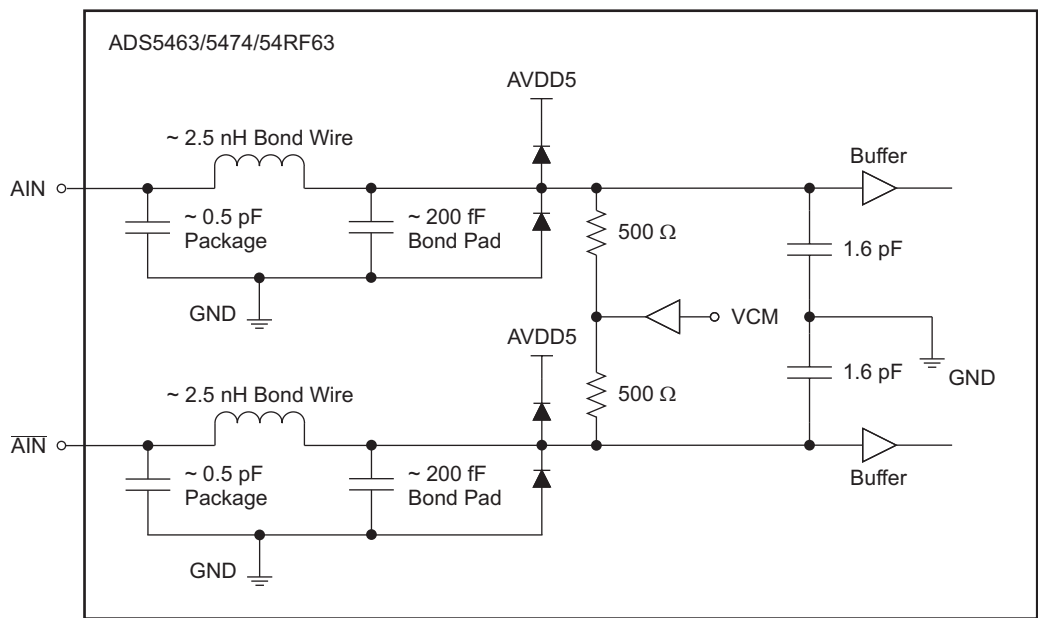 ADS5463/5474/54RF63
AVDD5
~ 2.5 nH Bond Wire
Buffer
AIN
~ 0.5 pF
Package
~ 200 fF
Bond Pad
500 Ω
1.6 pF
GND
VCM
AVDD5
1.6 pF
GND
~ 2.5 nH Bond Wire
500 Ω
A̅I̅N̅
~ 0.5 pF
Package
~ 200 fF
Bond Pad
Buffer
GND